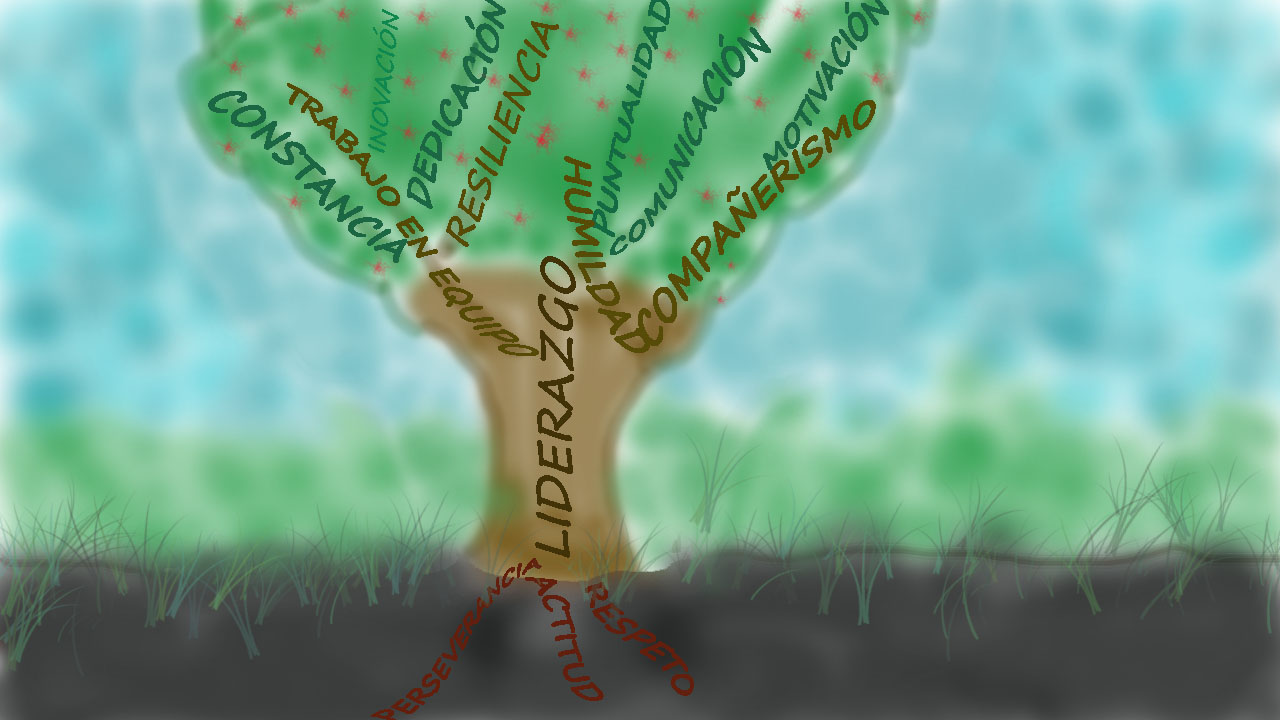 INOVACIÓN
DEDICACIÓN
RESILIENCIA
PUNTUALIDAD
COMUNICACIÓN
MOTIVACIÓN
CONSTANCIA
TRABAJO EN EQUIPO
HUMILDAD
COMPAÑERISMO
LIDERAZGO
PERSEVERANCIA
ACTITUD
RESPETO